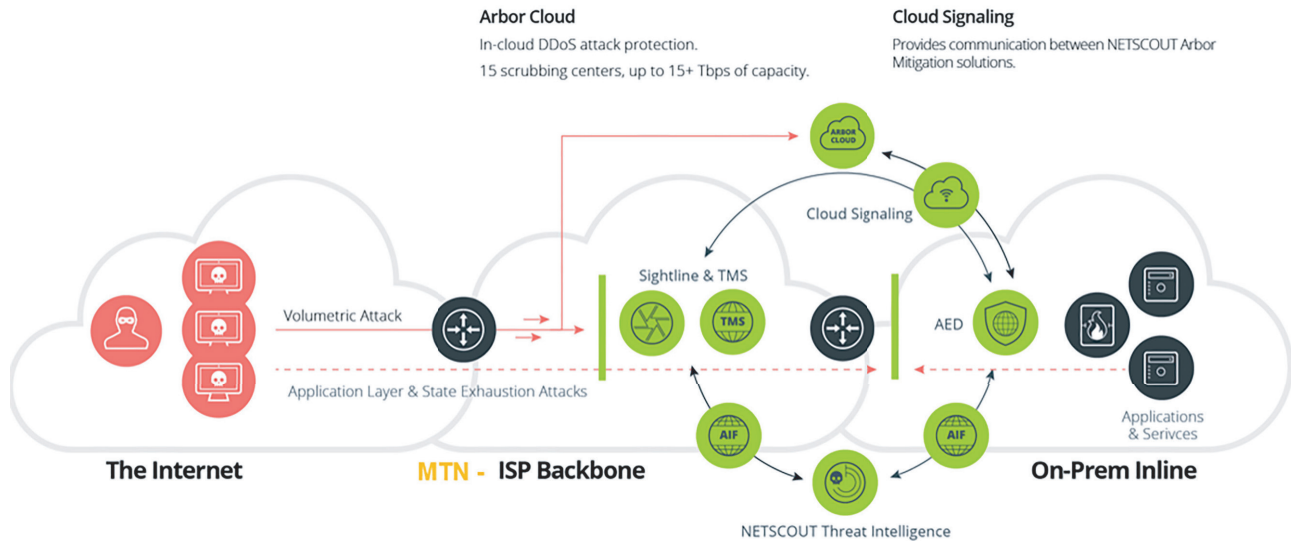 Arbor Cloud
In-cloud DDoS attack protection.
15 scrubbing centers, up to 15+ Tbps of capacity.
Cloud Signaling
Provides communication between NETSCOUT Arbor
Mitigation solutions.
ARBOR
CLOUD
Cloud Signaling
Sightline & TMS
Volumetric Attack
TMS
AED
Application Layer & State Exhaustion Attacks
Applications
& Serivces
AIF
AIF
The Internet
MTN - ISP Backbone
On-Prem Inline
NETSCOUT Threat Intelligence